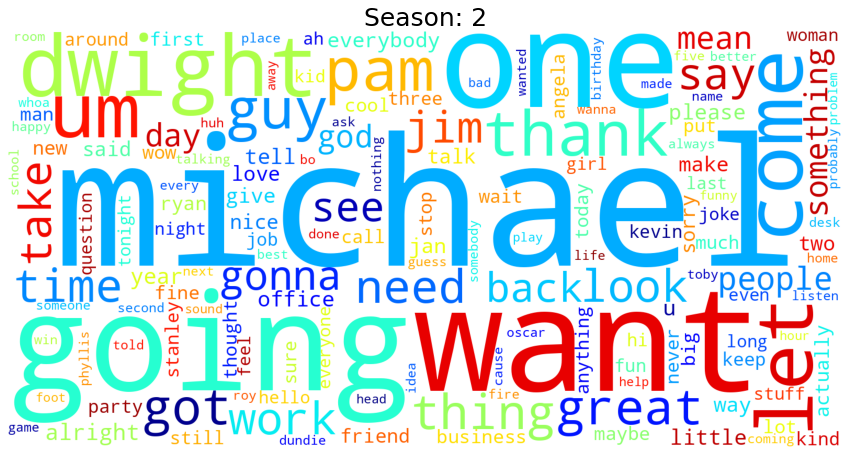 Season: 2
room
around
first
ah
everybody
place
away
kid
dwight
pam
one
wanted
bad
birthday
angela
made
mean
five
better
woman
say
name
something
come
whoa
man
happy
um
huh
guy
day
god
ask
cool
three
jim
wanna
thank
please
put
always
probably
problem
new
said
wow
talking
tell
bo
nothing
talk
girl
make
school
take
question
tonight
michael
love
every
ryan
give
nice
night
job
see
done
call
stop
jan
wait
play
today
sorry
last
funny
joke
much
kevin
desk
two
home
time
year
next
best
gonna
fine
office
need
guess
somebody
back
life
look
toby
people
even
listen
someone
second
sound
stanley
thought
feel
sure
everyone
going
win
phyllis
told
roy
hello
idea
cause
oscar
want
anything
hi
u
never
big
long
keep
hour
let
actually
fun
help
fire
foot
party
head
got
work
thing
great
way
stuff
game
alright
still
dundie
friend
business
maybe
little
lot
coming
kind